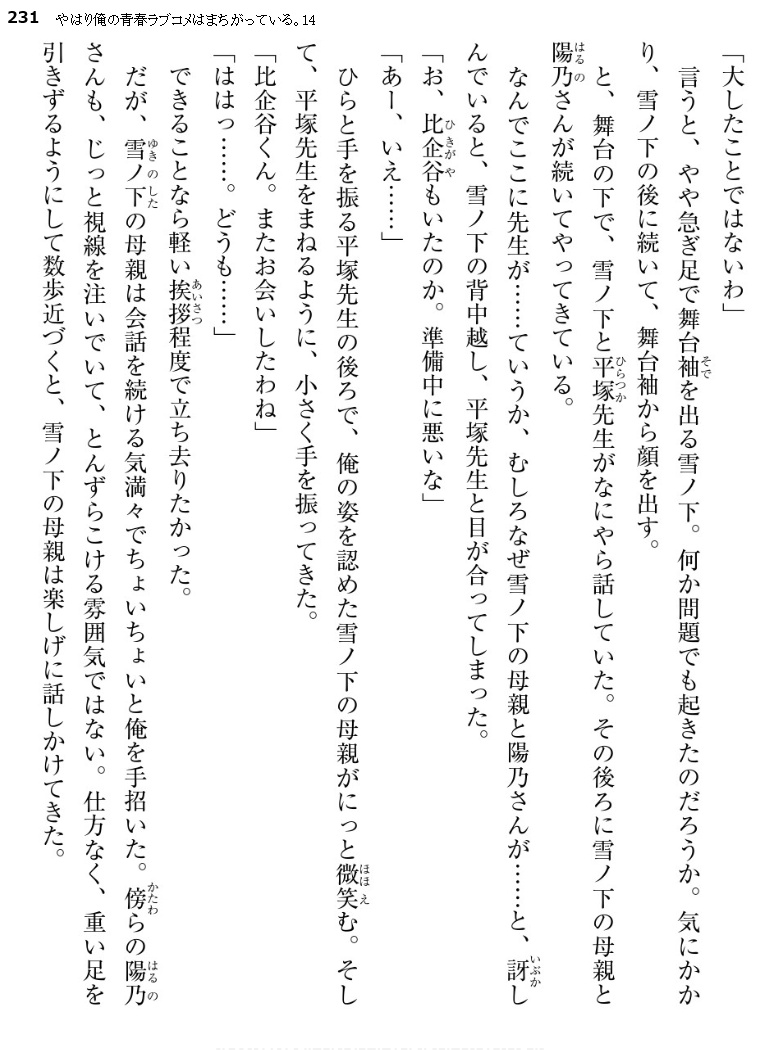 231 やはり俺の青春ラブコメはまちがっている。14
「大したことではないわ」
　言うと、やや急ぎ足で舞台袖を出る雪ノ下。何か問題でも起きたのだろうか。気にかか
り、雪ノ下の後に続いて、舞台袖から顔を出す。
　と、舞台の下で、雪ノ下と平塚先生がなにやら話していた。その後ろに雪ノ下の母親と
陽乃さんが続いてやってきている。
　なんでここに先生が……ていうか、むしろなぜ雪ノ下の母親と陽乃さんが……と、訝し
んでいると、雪ノ下の背中越し、平塚先生と目が合ってしまった。
「お、比企谷もいたのか。準備中に悪いな」
「あー、いえ……」
　ひらと手を振る平塚先生の後ろで、俺の姿を認めた雪ノ下の母親がにっと微笑む。そし
て、平塚先生をまねるように、小さく手を振ってきた。
「比企谷くん。またお会いしたわね」
「ははっ……。どうも……」
　できることなら軽い挨拶程度で立ち去りたかった。
　だが、雪ノ下の母親は会話を続ける気満々でちょいちょいと俺を手招いた。傍らの陽乃
さんも、じっと視線を注いでいて、とんずらこける雰囲気ではない。仕方なく、重い足を
引きずるようにして数歩近づくと、雪ノ下の母親は楽しげに話しかけてきた。